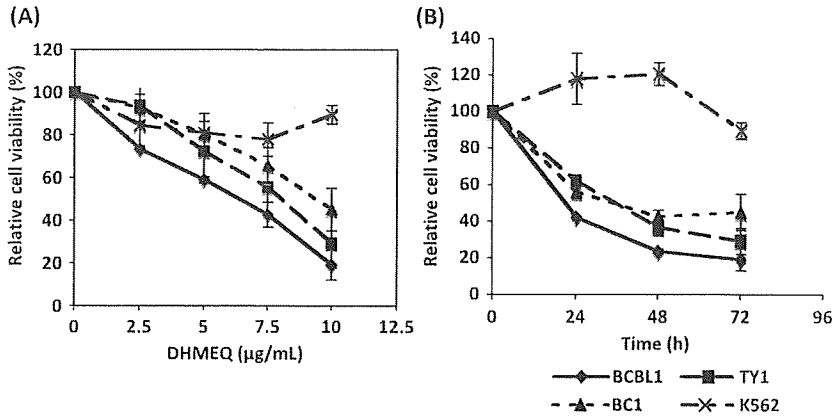 (A)
Relative cell viability (%)
120
100
80
60
40
20
0
0 2.5 5 7.5 10 12.5
DHMEQ (µg/mL)
(B)
Relative cell viability (%)
140
120
100
80
60
40
20
0
0 24 48 72 96
Time (h)
BCBL1 TY1
BC1 K562